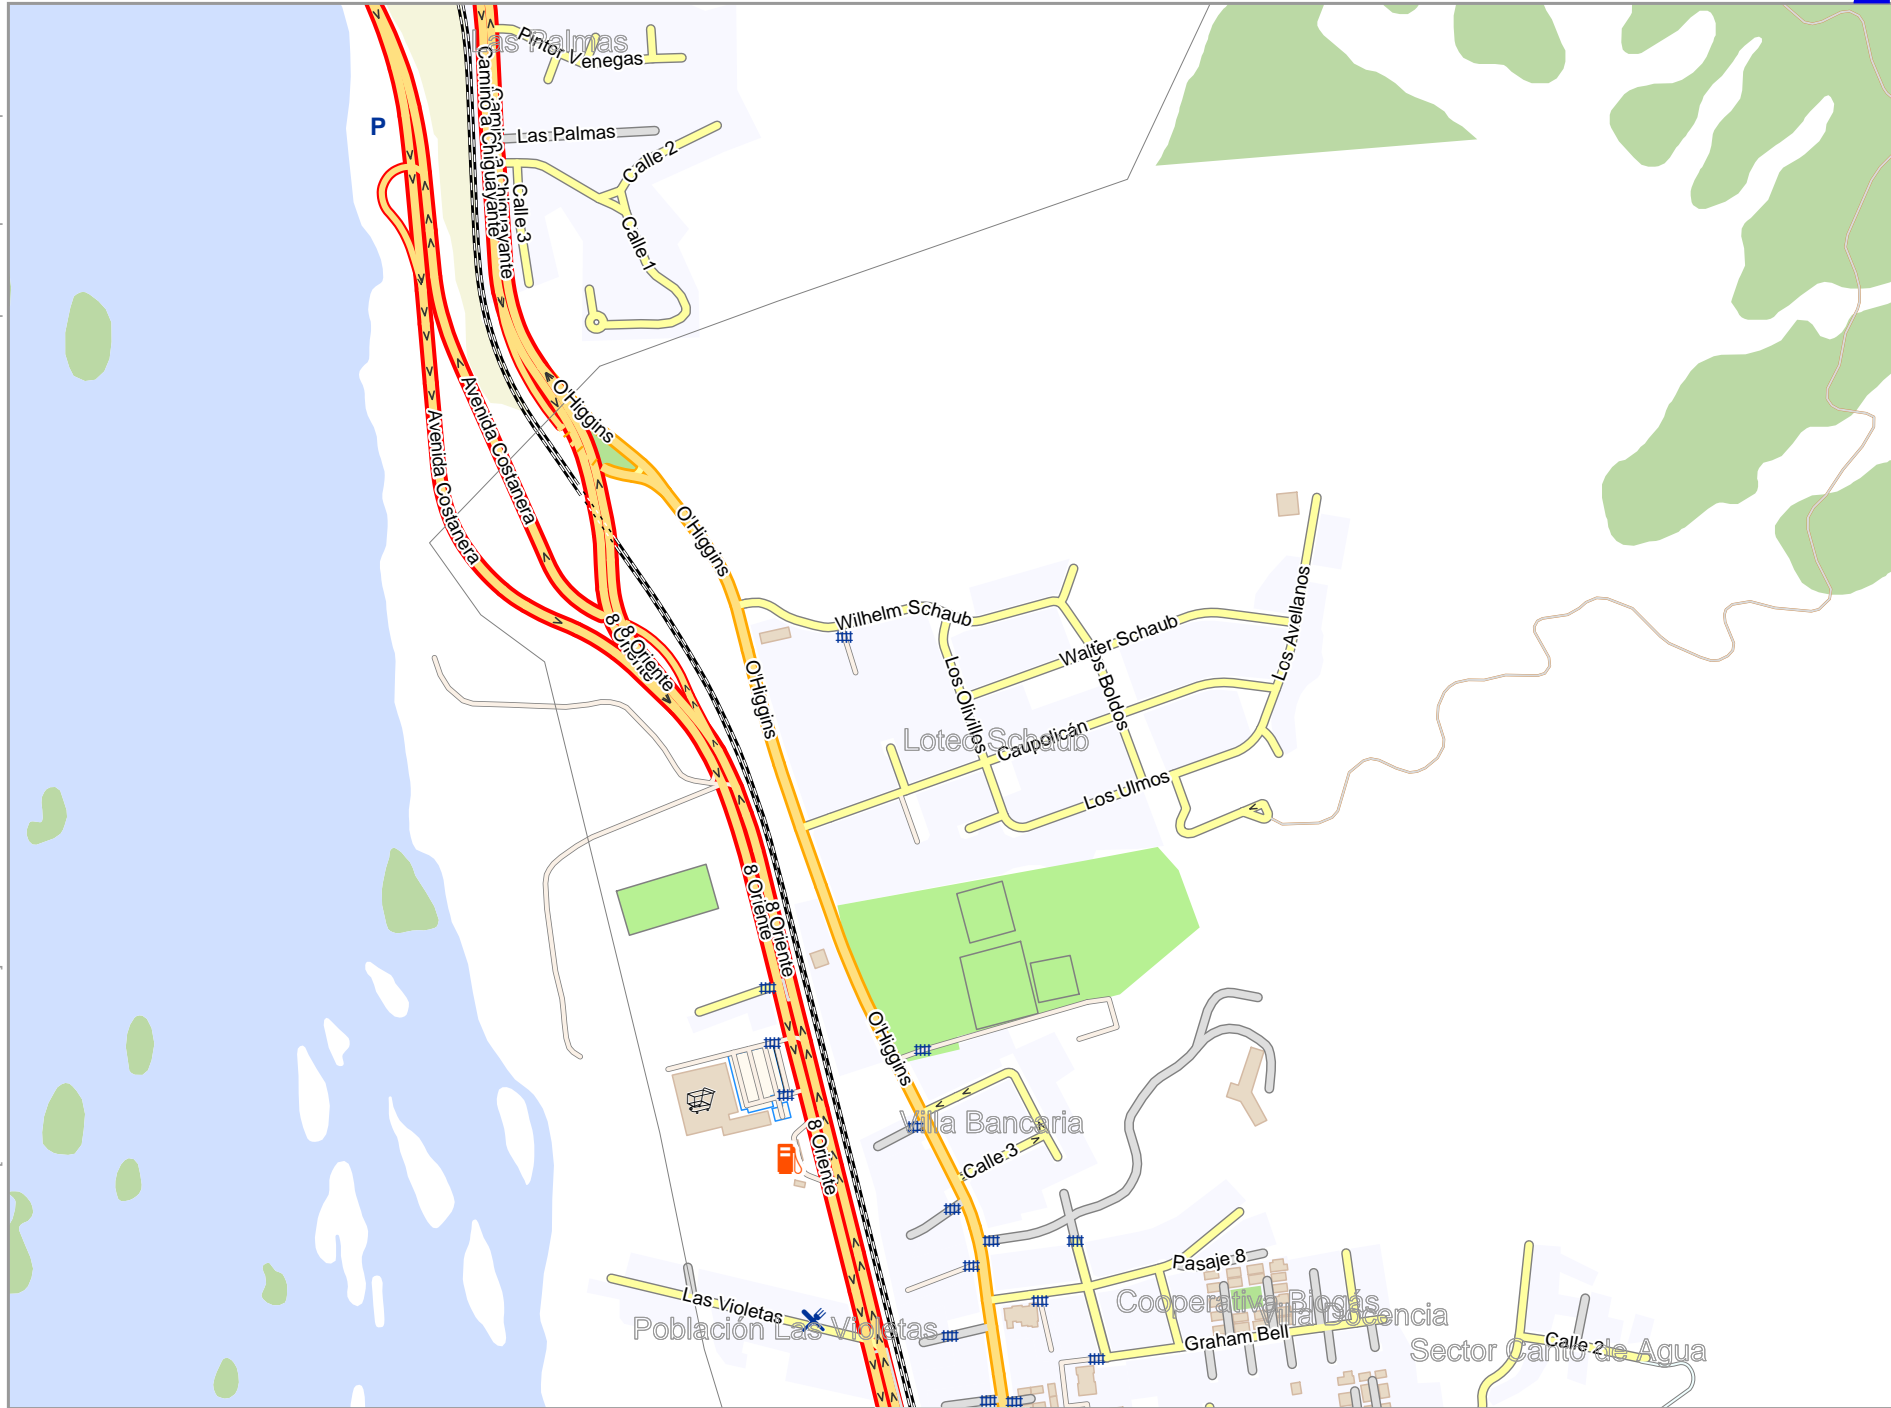 Las Palmas
Pintor Venegas
Camino a Chiguayante
Camino a Chiguayante
P
Las Palmas
Calle 2
Calle 3
Calle 1
O'Higgins
Avenida Costanera
Avenida Costanera
O'Higgins
Los Avellanos
Wilhelm Schaub
Walter Schaub
8 Oriente
8 Oriente
Los Olivillos
Los Boldos
O'Higgins
Loteo Schaub
Caupolicán
Los Ulmos
8 Oriente
8 Oriente
O'Higgins
Villa Bancaria
8 Oriente
Calle 3
Pasaje 8
Las Violetas
Cooperativa Biogás
Villa Docencia
Población Las Violetas
Graham Bell
Calle 2
Sector Canto de Agua